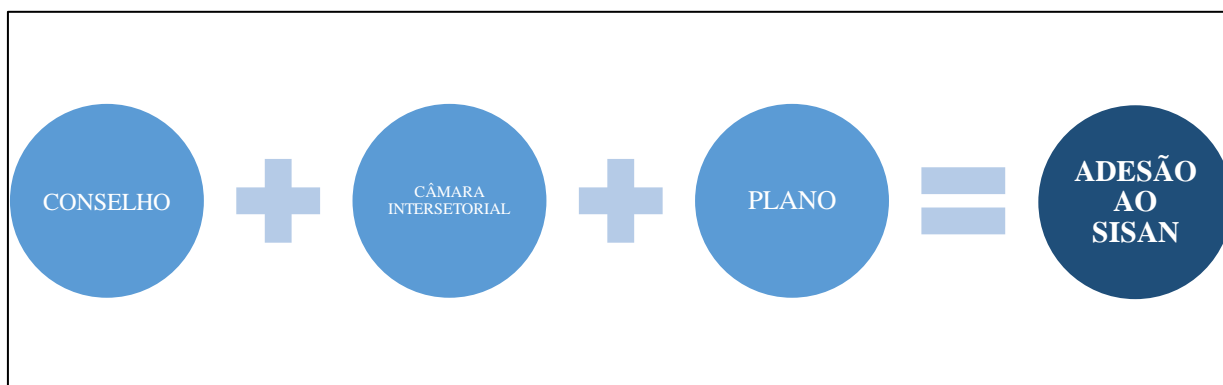 CONSELHO
CÂMARA
INTERSETORIAL
PLANO
ADESÃO
AO
SISAN